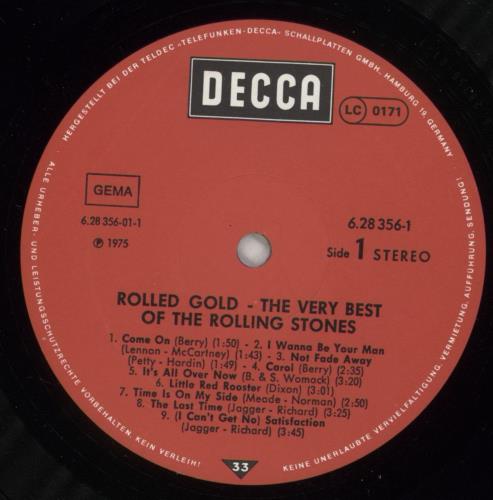 HERGESTELLT BEI DER TELDEC »TELEFUNKEN-DECCA« SCHALLPLATTEN GMBH, HAMBURG 19, GERMANY
DECCA
LC 0171
GEMA
6.28 356-01-1
℗ 1975
6.28 356-1
Side 1 STEREO
ROLLED GOLD - THE VERY BEST
OF THE ROLLING STONES
1. Come On (Berry) (1:50) - 2. I Wanna Be Your Man
(Lennon - McCartney) (1:43) - 3. Not Fade Away
(Petty - Hardin) (1:49) - 4. Carol (Berry) (2:35)
5. It's All Over Now (B. & S. Womack) (3:20)
6. Little Red Rooster (Dixon) (3:01)
7. Time Is On My Side (Meade - Norman) (2:50)
8. The Last Time (Jagger - Richard) (3:25)
9. (I Can't Get No) Satisfaction
(Jagger - Richard) (3:45)
ALLE URHEBER- UND LEISTUNGSSCHUTZRECHTE VORBEHALTEN. KEIN VERLEIH!
33
KEINE UNERLAUBTE VERVIELFÄLTIGUNG, VERMIETUNG, AUFFÜHRUNG, SENDUNG!